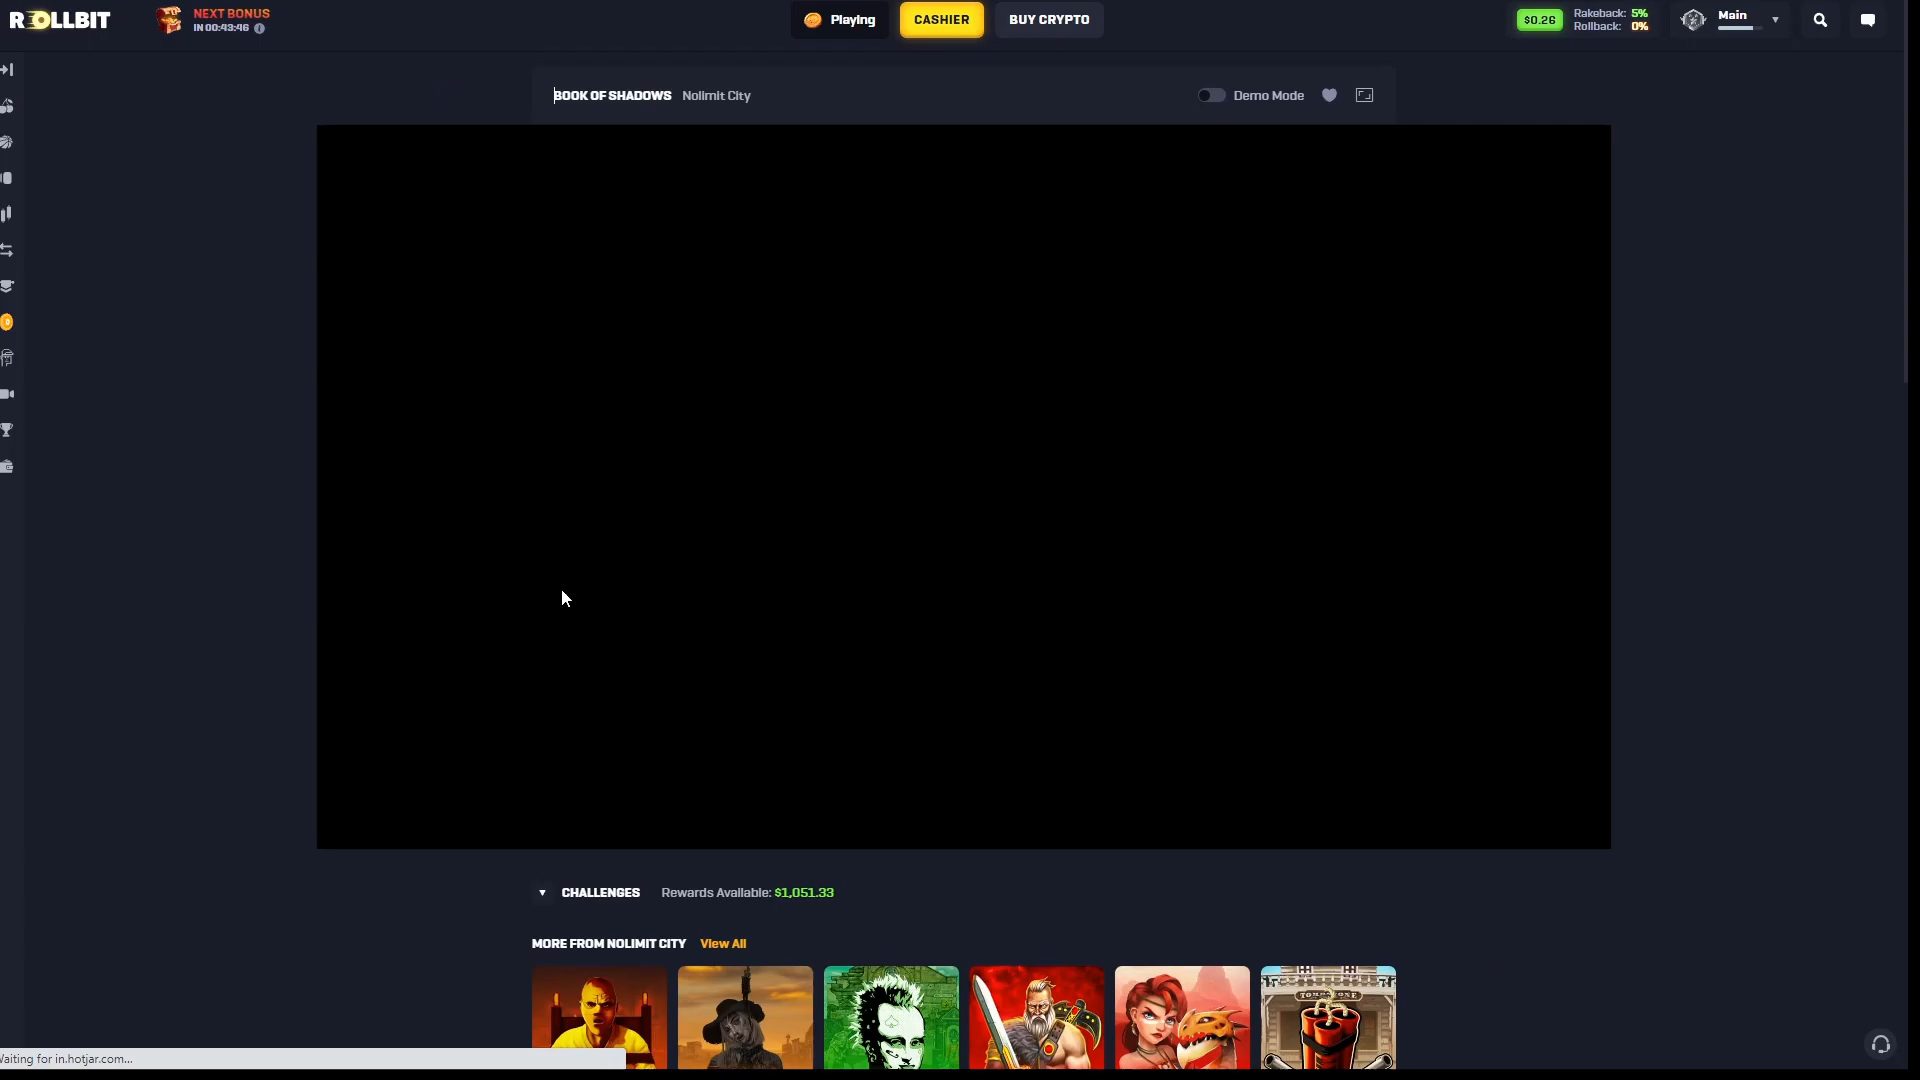 ROLLBIT
NEXT BONUS
IN 00:43:46
Playing
CASHIER
BUY CRYPTO
$0.26
Rakeback: 5%
Rollback: 0%
Main
BOOK OF SHADOWS Nolimit City
Demo Mode
CHALLENGES Rewards Available: $1,051.33
MORE FROM NOLIMIT CITY View All
TOMBSTONE
Waiting for in.hotjar.com...